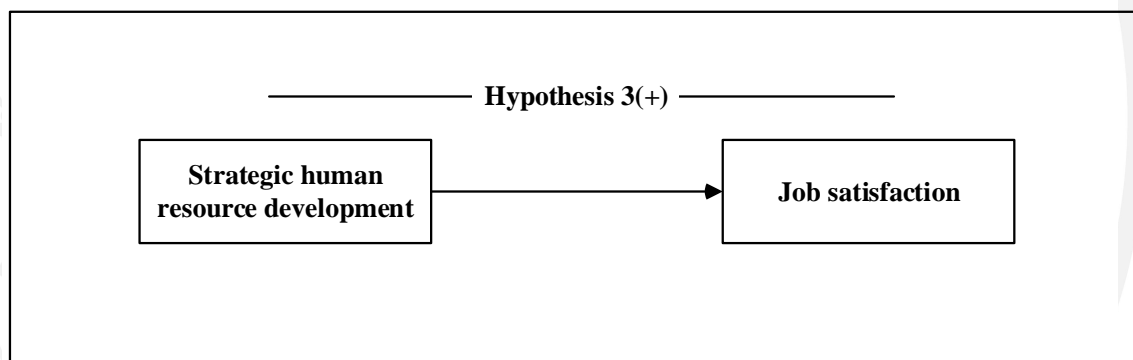 Hypothesis 3(+)
Strategic human
resource development
Job satisfaction